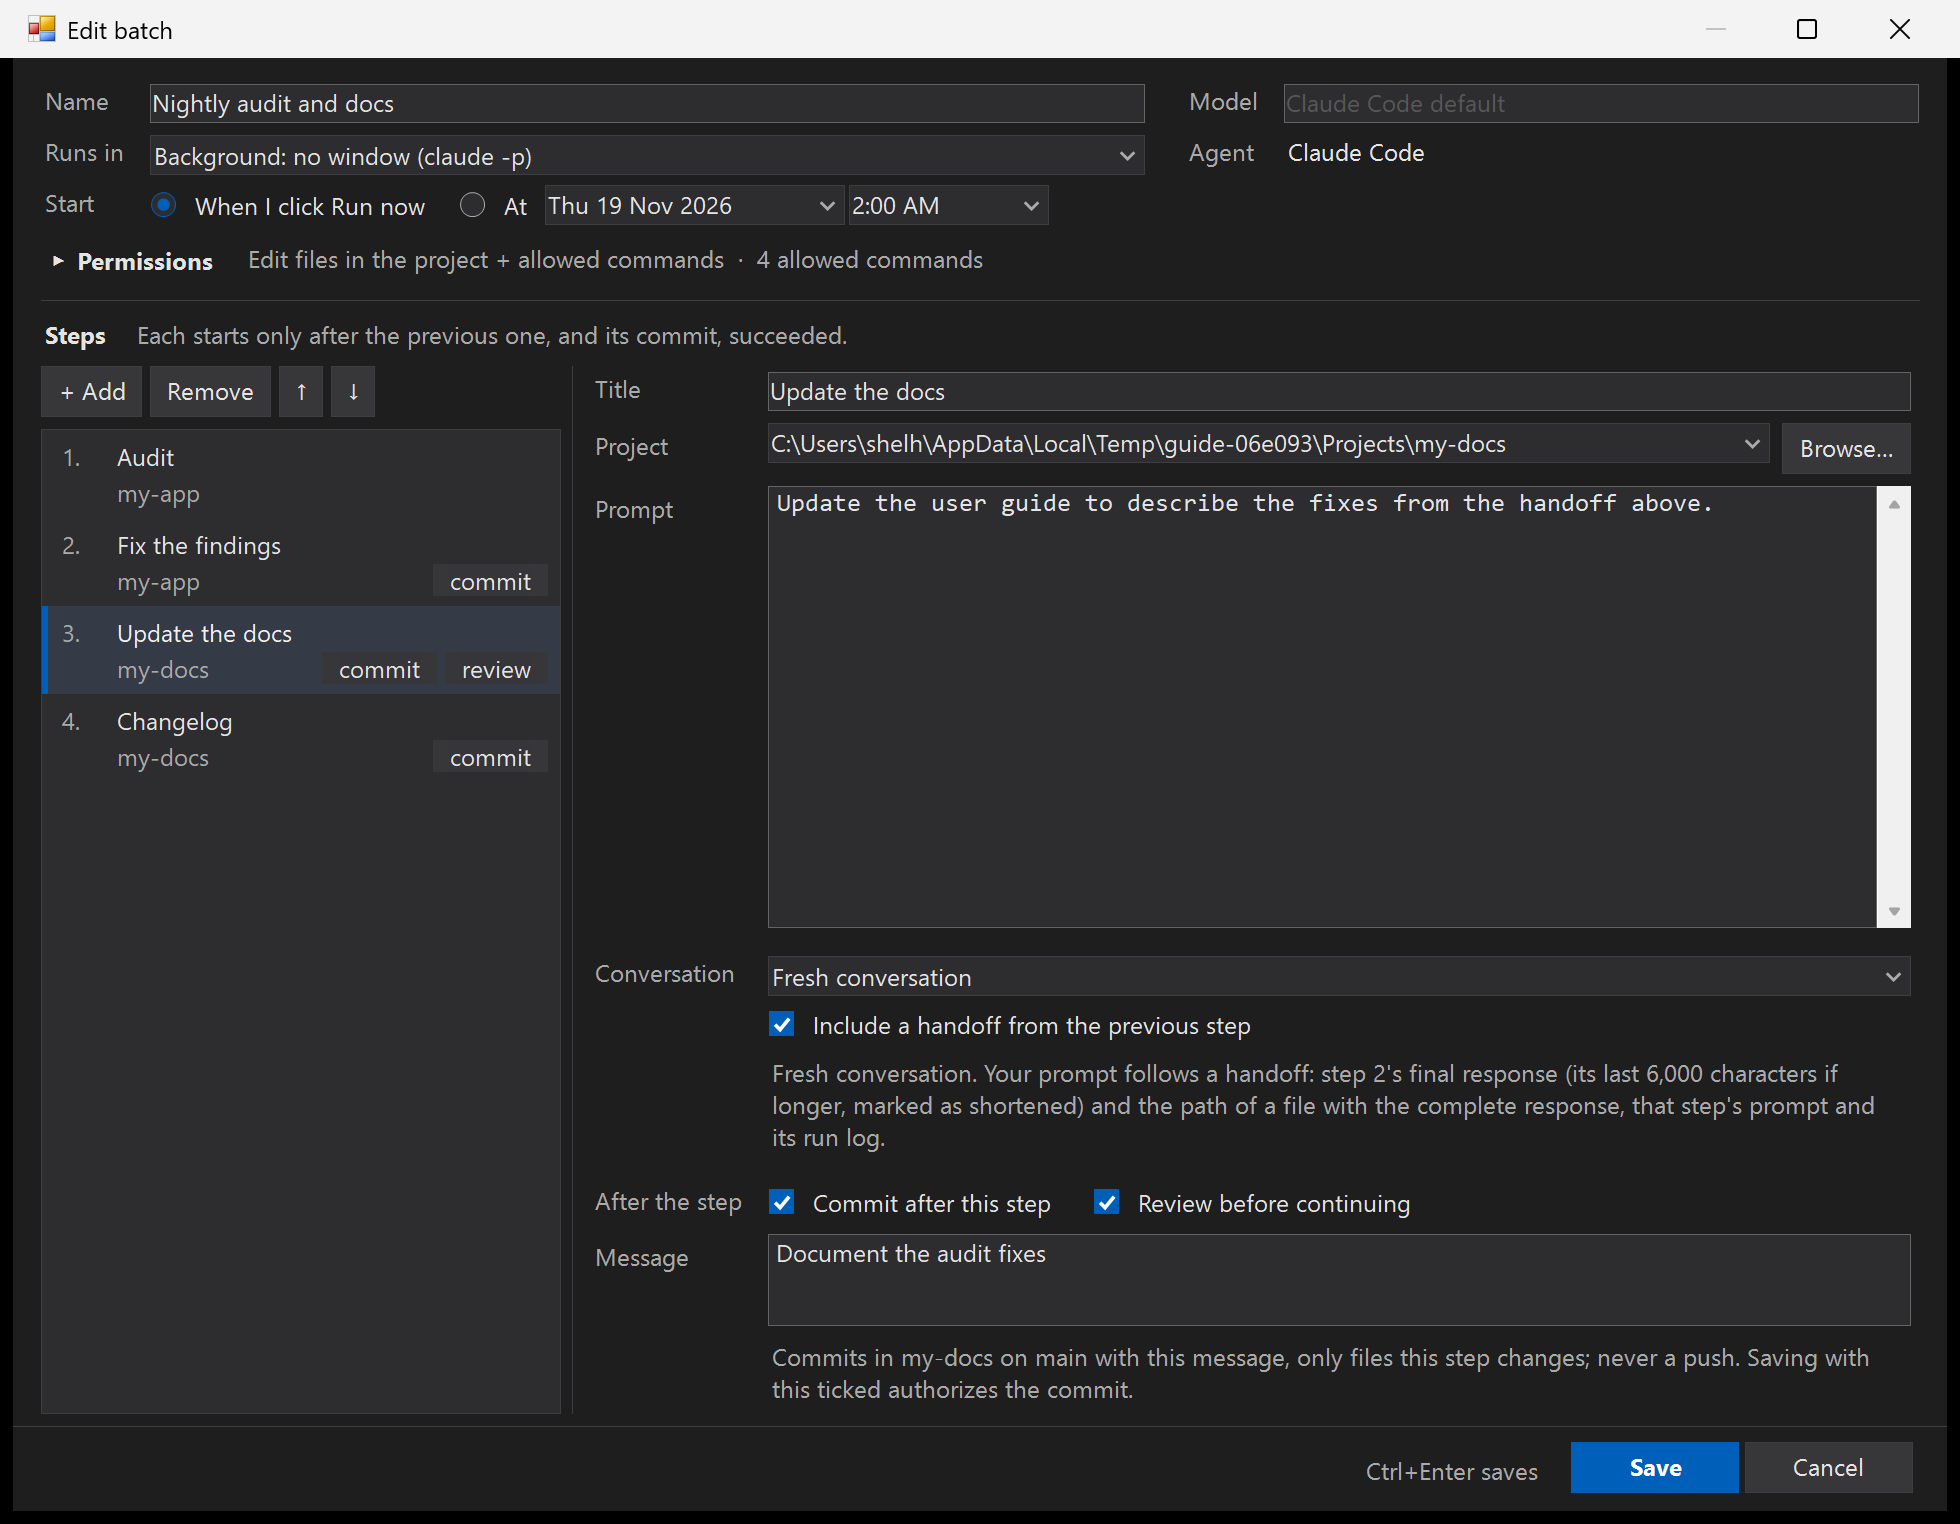 Edit batch
Name
Nightly audit and docs
Model
Claude Code default
Runs in
Background: no window (claude -p)
Agent
Claude Code
Start
When I click Run now
At
Thu 19 Nov 2026
2:00 AM
Permissions
Edit files in the project + allowed commands · 4 allowed commands
Steps
Each starts only after the previous one, and its commit, succeeded.
+ Add
Remove
↑
↓
1. Audit
my-app
2. Fix the findings
my-app
commit
3. Update the docs
my-docs
commit
review
4. Changelog
my-docs
commit
Title
Update the docs
Project
C:\Users\shelh\AppData\Local\Temp\guide-06e093\Projects\my-docs
Browse...
Prompt
Update the user guide to describe the fixes from the handoff above.
Conversation
Fresh conversation
Include a handoff from the previous step
Fresh conversation. Your prompt follows a handoff: step 2's final response (its last 6,000 characters if
longer, marked as shortened) and the path of a file with the complete response, that step's prompt and
its run log.
After the step
Commit after this step
Review before continuing
Message
Document the audit fixes
Commits in my-docs on main with this message, only files this step changes; never a push. Saving with
this ticked authorizes the commit.
Ctrl+Enter saves
Save
Cancel